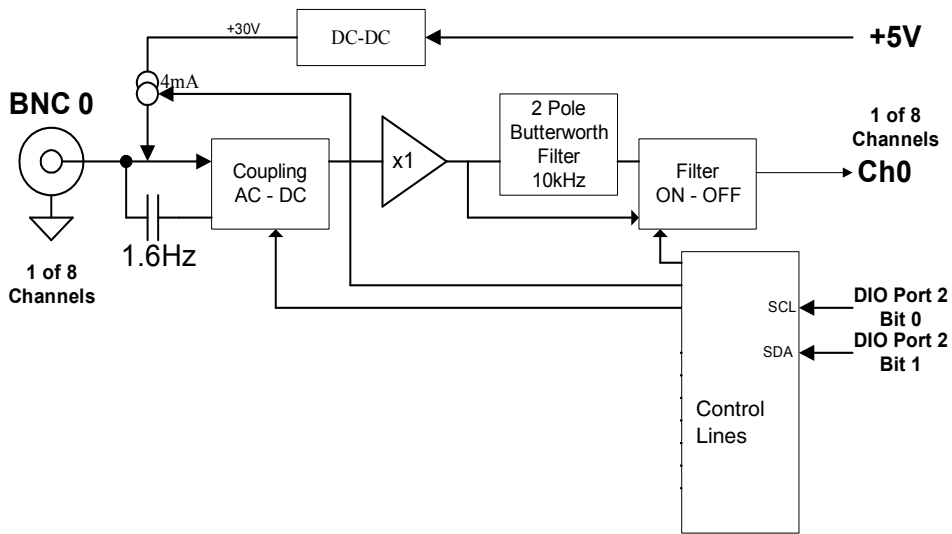 +30V
DC-DC
+5V
4mA
BNC 0
2 Pole
Butterworth
Filter
10kHz
1 of 8
Channels
Ch0
Coupling
AC - DC
x1
Filter
ON - OFF
1.6Hz
1 of 8
Channels
SCL
DIO Port 2
Bit 0
SDA
DIO Port 2
Bit 1
Control
Lines